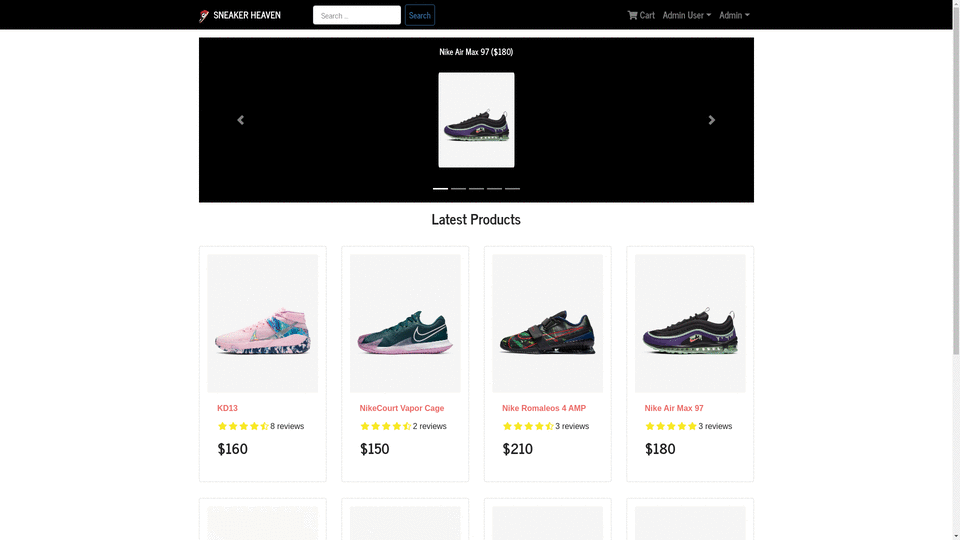 SNEAKER HEAVEN
Search ...
Search
Cart
Admin User
Admin
Nike Air Max 97 ($180)
Latest Products
KD13
8 reviews
$160
NikeCourt Vapor Cage
2 reviews
$150
Nike Romaleos 4 AMP
3 reviews
$210
Nike Air Max 97
3 reviews
$180